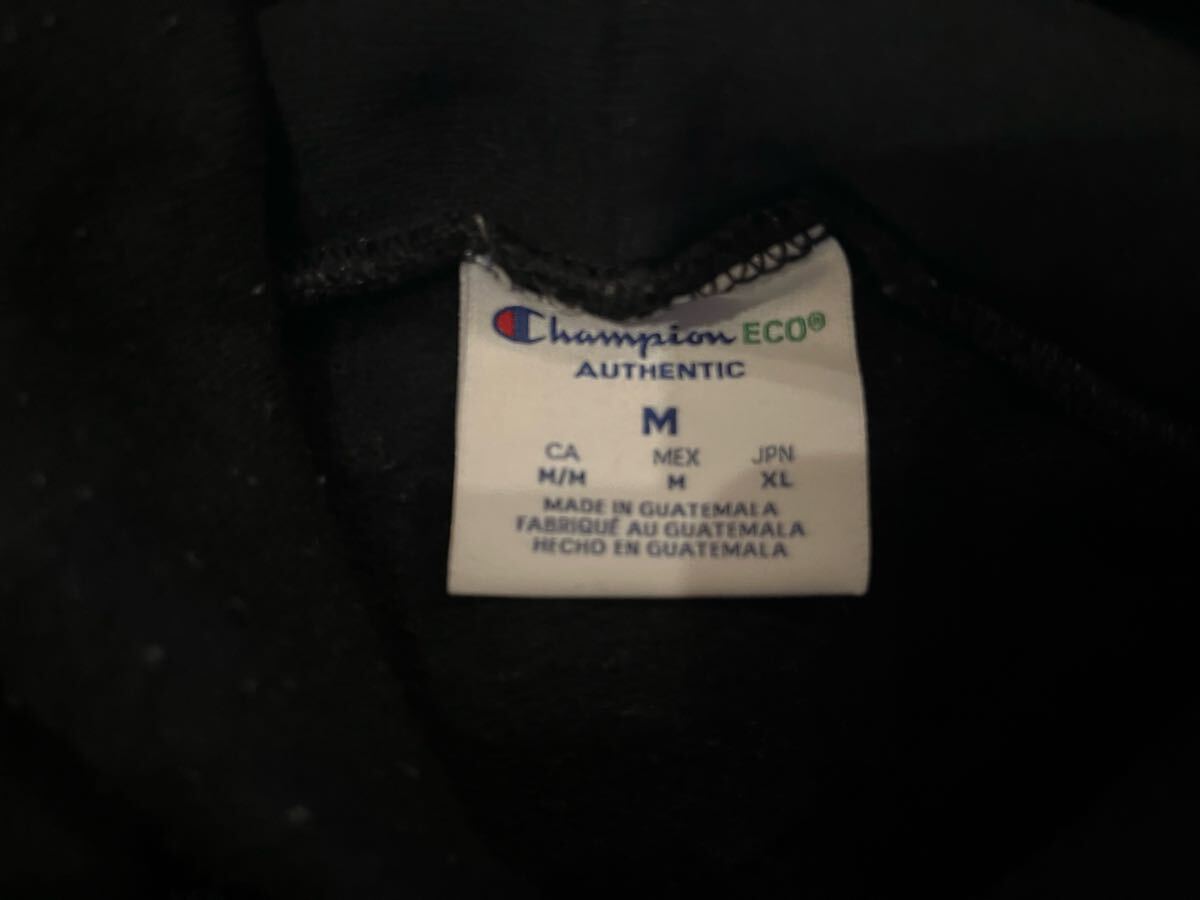 Champion ECO®
AUTHENTIC
M
CA MEX JPN
M/M M XL
MADE IN GUATEMALA
FABRIQUÉ AU GUATEMALA
HECHO EN GUATEMALA